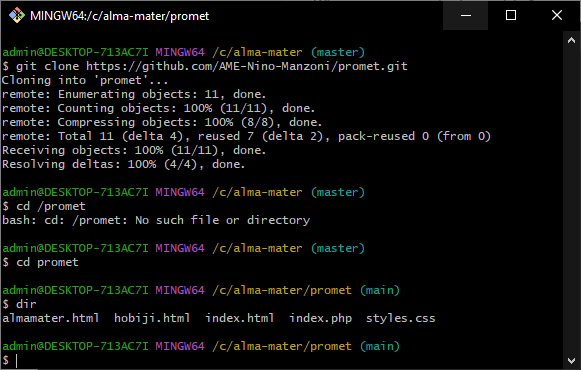 MINGW64:/c/alma-mater/promet
admin@DESKTOP-713AC7I MINGW64 /c/alma-mater (master)
$ git clone https://github.com/AME-Nino-Manzoni/promet.git
Cloning into 'promet'...
remote: Enumerating objects: 11, done.
remote: Counting objects: 100% (11/11), done.
remote: Compressing objects: 100% (8/8), done.
remote: Total 11 (delta 4), reused 7 (delta 2), pack-reused 0 (from 0)
Receiving objects: 100% (11/11), done.
Resolving deltas: 100% (4/4), done.
admin@DESKTOP-713AC7I MINGW64 /c/alma-mater (master)
$ cd /promet
bash: cd: /promet: No such file or directory
admin@DESKTOP-713AC7I MINGW64 /c/alma-mater (master)
$ cd promet
admin@DESKTOP-713AC7I MINGW64 /c/alma-mater/promet (main)
$ dir
almamater.html  hobiji.html  index.html  index.php  styles.css
admin@DESKTOP-713AC7I MINGW64 /c/alma-mater/promet (main)
$